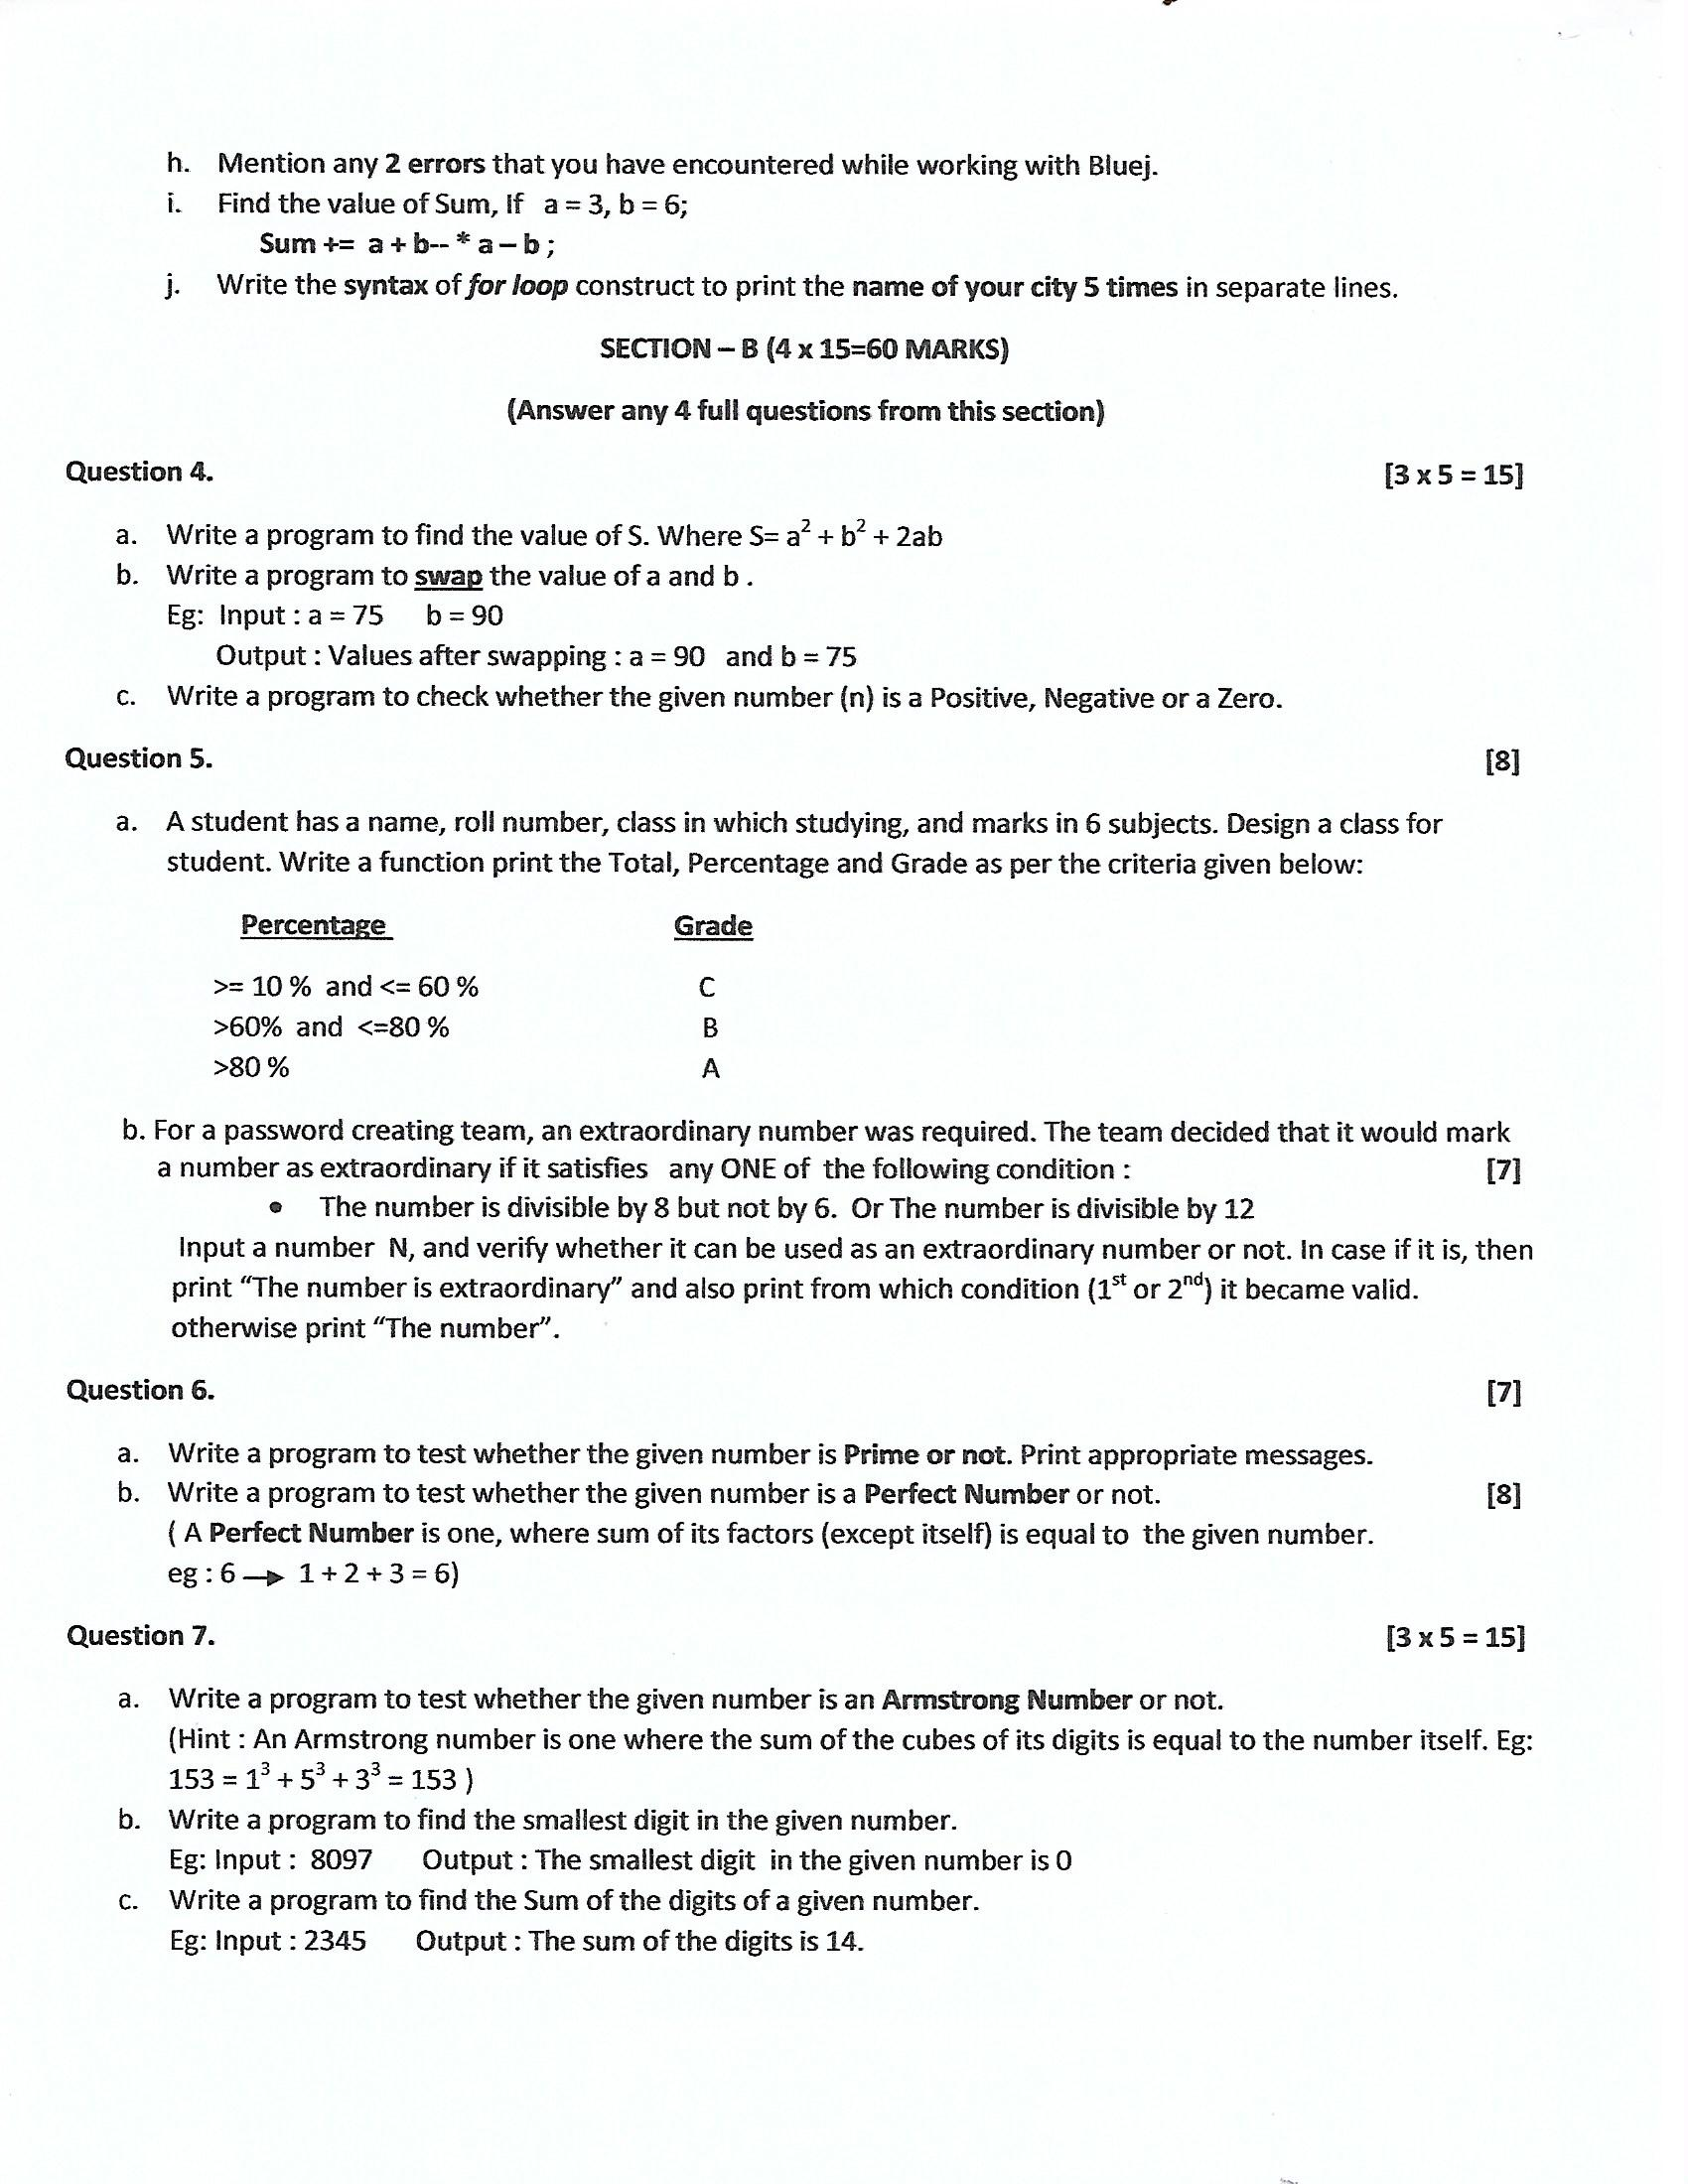 h. Mention any 2 errors that you have encountered while working with Bluej.
i. Find the value of Sum, If a = 3, b = 6;
Sum += a + b-- * a – b ;
j. Write the syntax of for loop construct to print the name of your city 5 times in separate lines.
SECTION – B (4 x 15=60 MARKS)
(Answer any 4 full questions from this section)
Question 4. [3 x 5 = 15]
a. Write a program to find the value of S. Where S= a² + b² + 2ab
b. Write a program to swap the value of a and b .
Eg: Input : a = 75 b = 90
Output : Values after swapping : a = 90 and b = 75
c. Write a program to check whether the given number (n) is a Positive, Negative or a Zero.
Question 5. [8]
a. A student has a name, roll number, class in which studying, and marks in 6 subjects. Design a class for
student. Write a function print the Total, Percentage and Grade as per the criteria given below:
Percentage Grade
>= 10 % and <= 60 % C
>60% and <=80 % B
>80 % A
b. For a password creating team, an extraordinary number was required. The team decided that it would mark
a number as extraordinary if it satisfies any ONE of the following condition : [7]
• The number is divisible by 8 but not by 6. Or The number is divisible by 12
Input a number N, and verify whether it can be used as an extraordinary number or not. In case if it is, then
print “The number is extraordinary” and also print from which condition (1st or 2nd) it became valid.
otherwise print “The number”.
Question 6. [7]
a. Write a program to test whether the given number is Prime or not. Print appropriate messages.
b. Write a program to test whether the given number is a Perfect Number or not. [8]
( A Perfect Number is one, where sum of its factors (except itself) is equal to the given number.
eg : 6 → 1 + 2 + 3 = 6)
Question 7. [3 x 5 = 15]
a. Write a program to test whether the given number is an Armstrong Number or not.
(Hint : An Armstrong number is one where the sum of the cubes of its digits is equal to the number itself. Eg:
153 = 1³ + 5³ + 3³ = 153 )
b. Write a program to find the smallest digit in the given number.
Eg: Input : 8097 Output : The smallest digit in the given number is 0
c. Write a program to find the Sum of the digits of a given number.
Eg: Input : 2345 Output : The sum of the digits is 14.